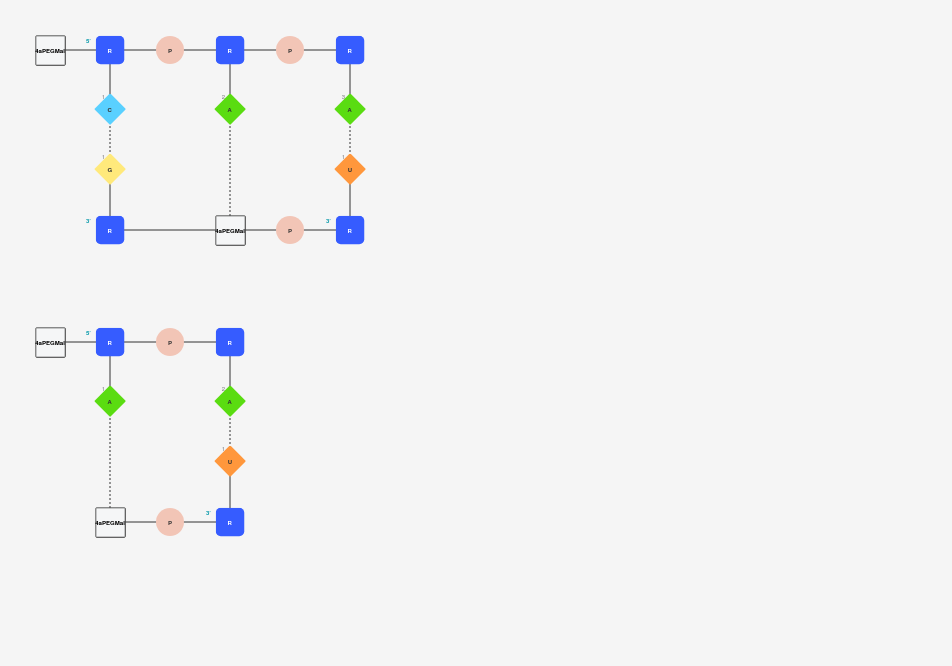 5'
4aPEGMal R P R P R
1 2 3
C A A
1 1
G U
3' 3'
R 4aPEGMal P R
5'
4aPEGMal R P R
1 2
A A
1
U
3'
4aPEGMal P R